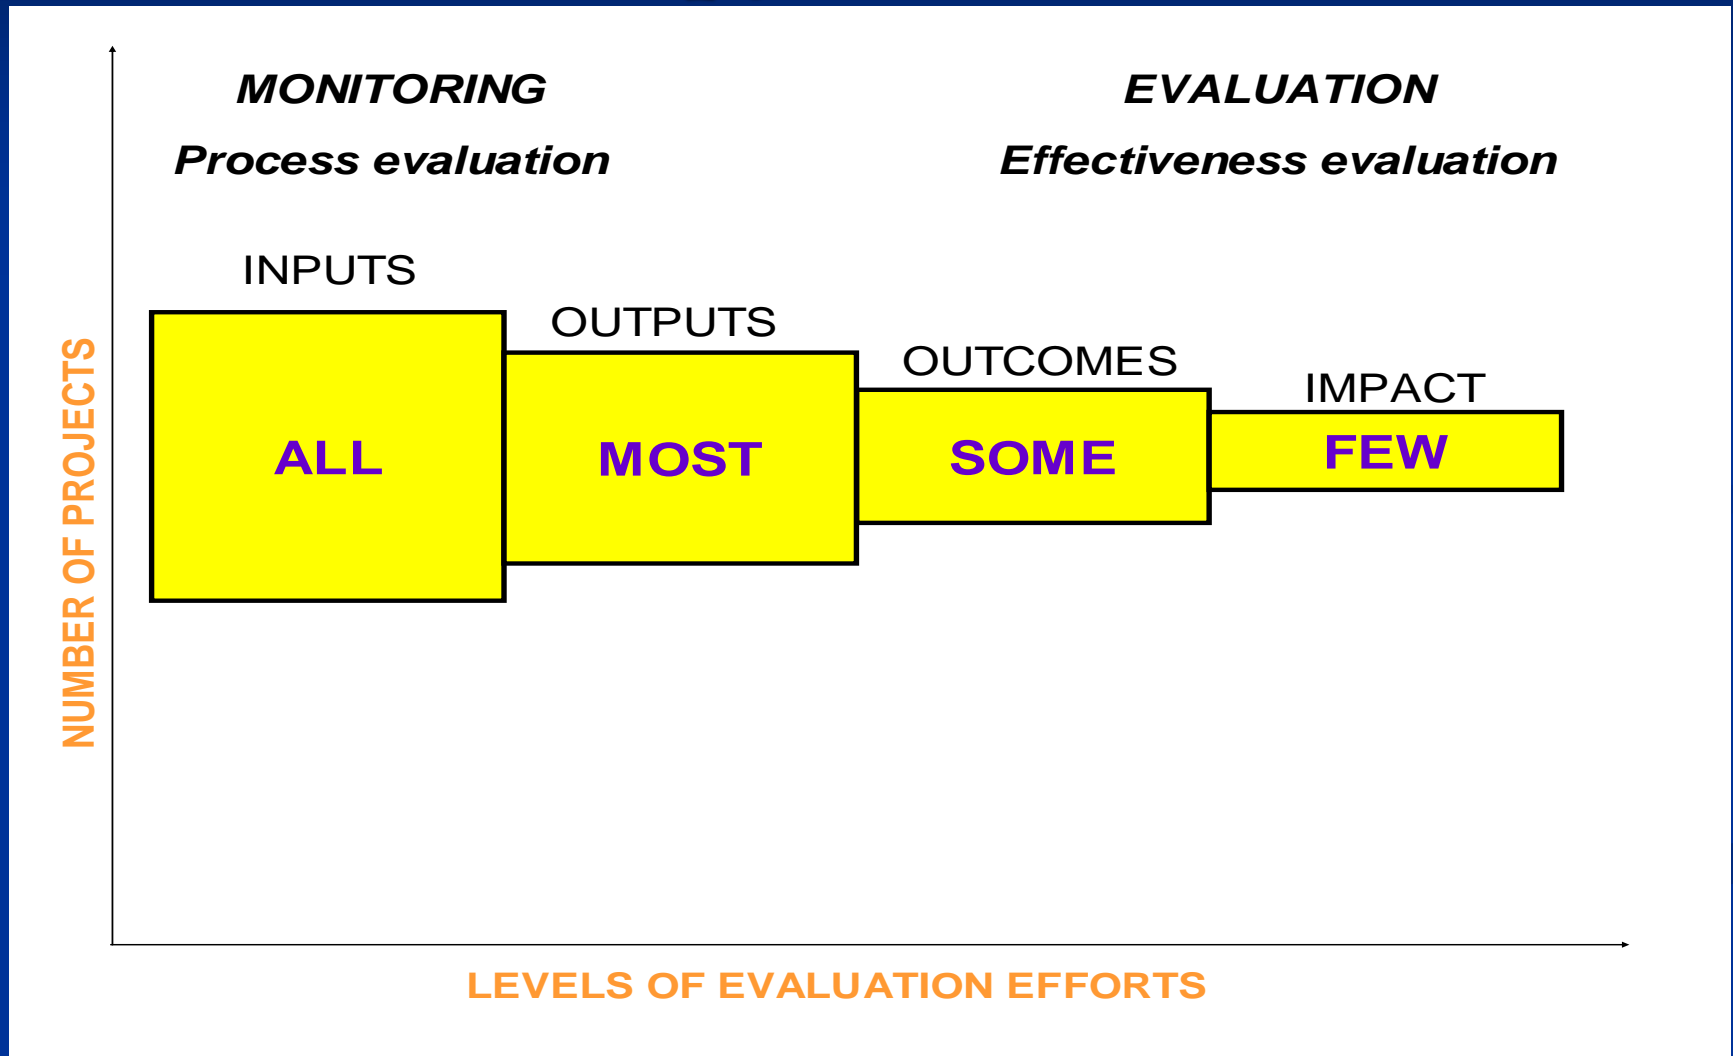 MONITORING
Process evaluation
EVALUATION
Effectiveness evaluation
INPUTS
OUTPUTS
OUTCOMES
IMPACT
ALL
MOST
SOME
FEW
NUMBER OF PROJECTS
LEVELS OF EVALUATION EFFORTS